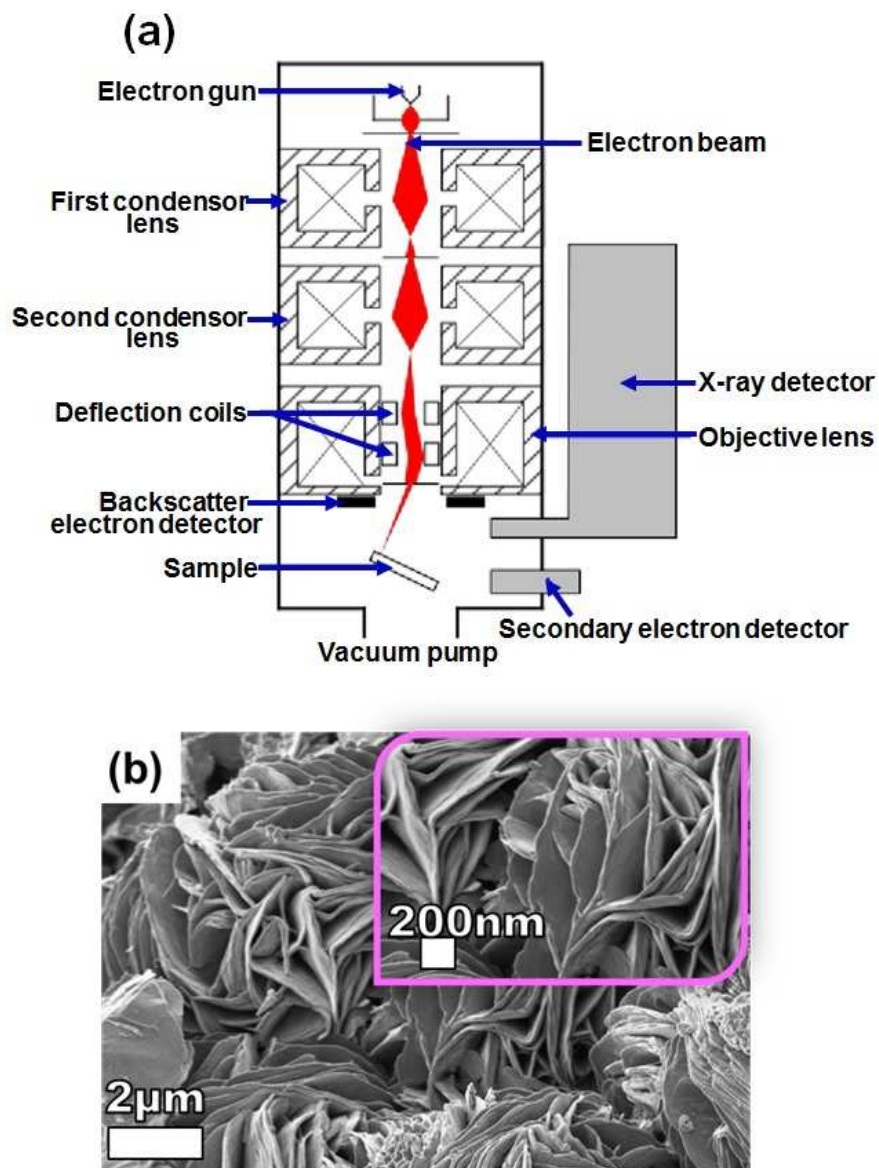 (a)
Electron gun
Electron beam
First condensor
lens
Second condensor
lens
X-ray detector
Deflection coils
Objective lens
Backscatter
electron detector
Sample
Secondary electron detector
Vacuum pump
(b)
200nm
2µm